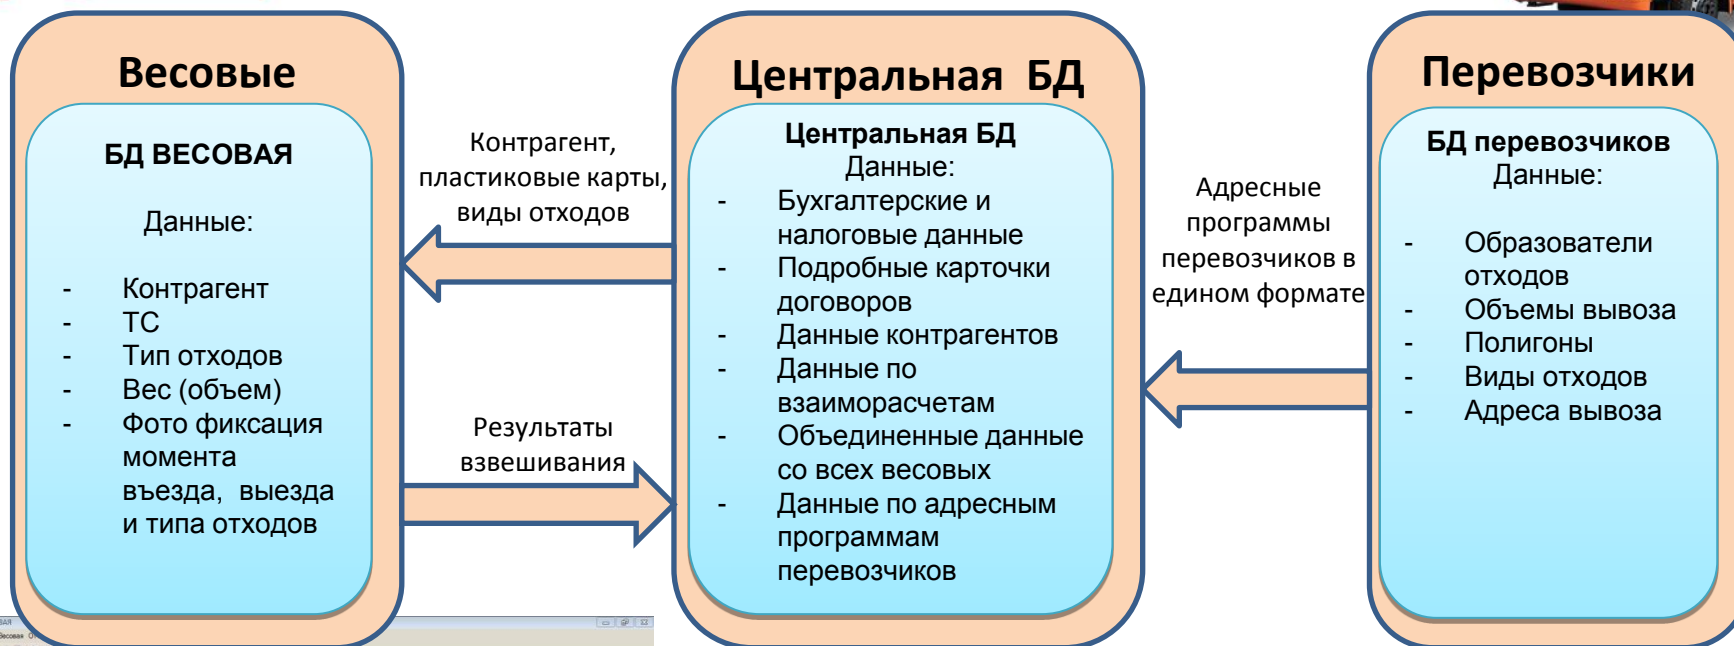 Весовые
БД ВЕСОВАЯ
Данные:
- Контрагент
- ТС
- Тип отходов
- Вес (объем)
- Фото фиксация
момента
въезда, выезда
и типа отходов
Контрагент,
пластиковые карты,
виды отходов
Результаты
взвешивания
Центральная БД
Центральная БД
Данные:
- Бухгалтерские и
налоговые данные
- Подробные карточки
договоров
- Данные контрагентов
- Данные по
взаиморасчетам
- Объединенные данные
со всех весовых
- Данные по адресным
программам
перевозчиков
Адресные
программы
перевозчиков в
едином формате
Перевозчики
БД перевозчиков
Данные:
- Образователи
отходов
- Объемы вывоза
- Полигоны
- Виды отходов
- Адреса вывоза